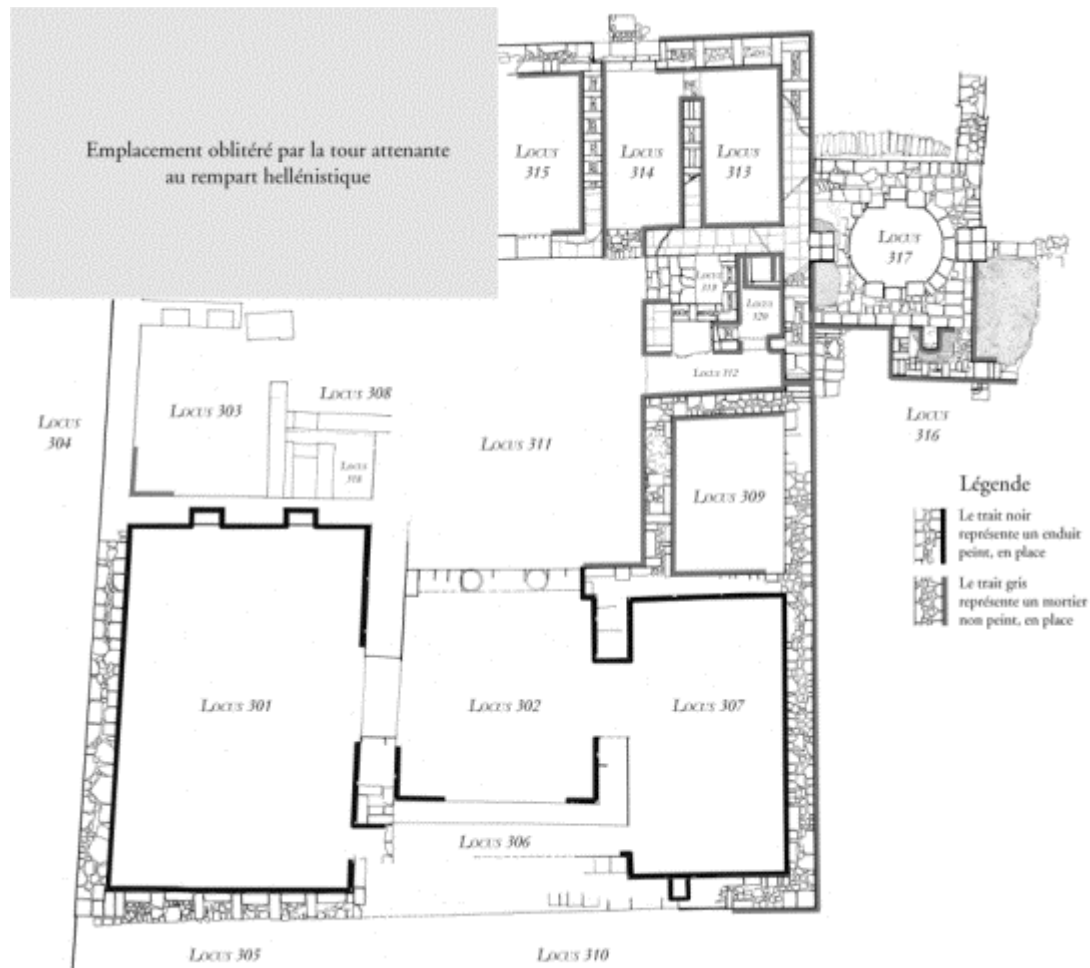 Emplacement oblitéré par la tour attenante
au rempart hellénistique
LOCUS
315
LOCUS
314
LOCUS
313
LOCUS
317
LOCUS
LOCUS
320
LOCUS 312
LOCUS
304
LOCUS 303
LOCUS 308
LOCUS
LOCUS 311
LOCUS 309
LOCUS
316
Légende
Le trait noir
représente un enduit
peint, en place
Le trait gris
représente un mortier
non peint, en place
LOCUS 301
LOCUS 302
LOCUS 307
LOCUS 306
LOCUS 305
LOCUS 310